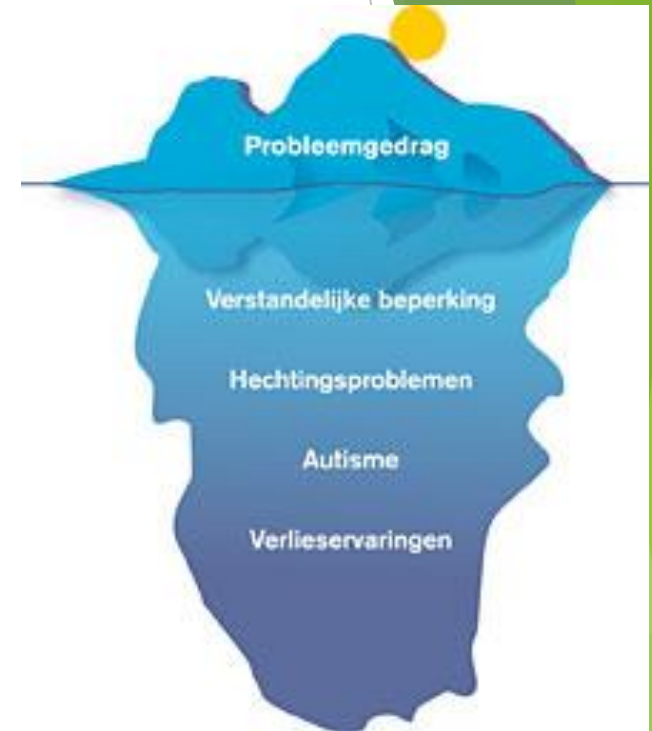 Probleemgedrag
Verstandelijke beperking
Hechtingsproblemen
Autisme
Verlieservaringen